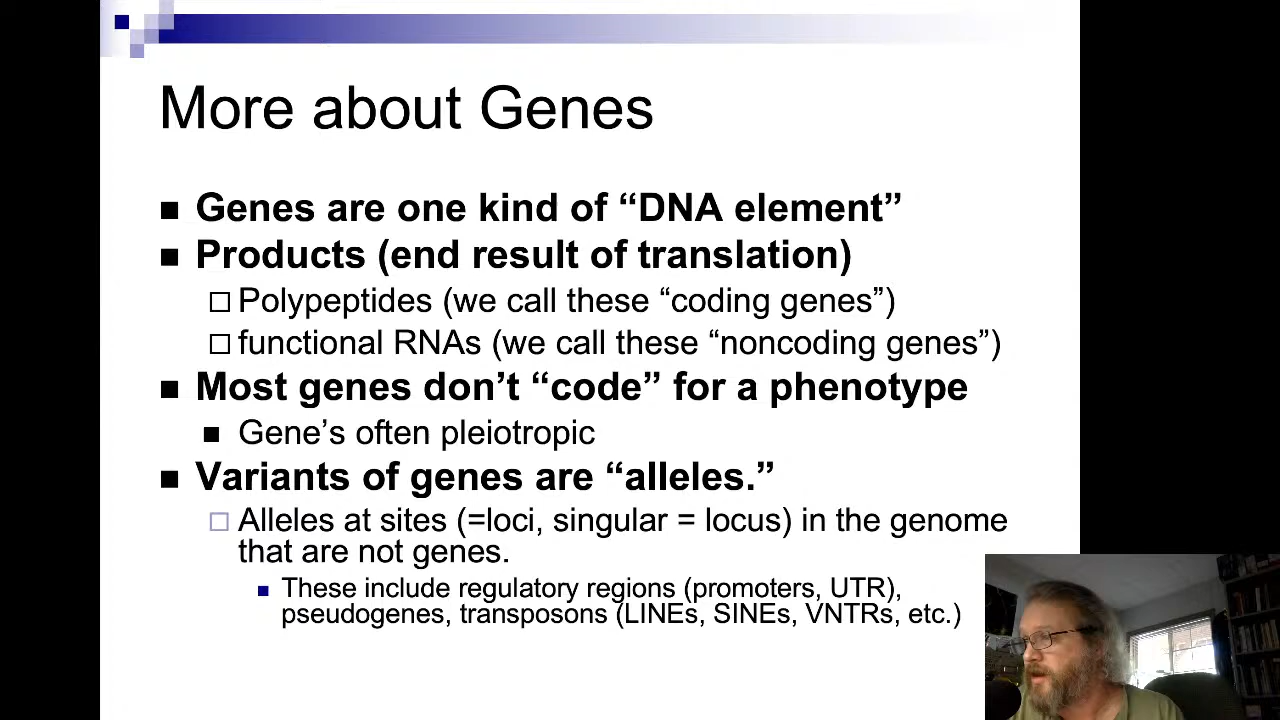 More about Genes
Genes are one kind of “DNA element”
Products (end result of translation)
Polypeptides (we call these “coding genes”)
functional RNAs (we call these “noncoding genes”)
Most genes don’t “code” for a phenotype
Gene’s often pleiotropic
Variants of genes are “alleles.”
Alleles at sites (=loci, singular = locus) in the genome
that are not genes.
These include regulatory regions (promoters, UTR),
pseudogenes, transposons (LINEs, SINEs, VNTRs, etc.)